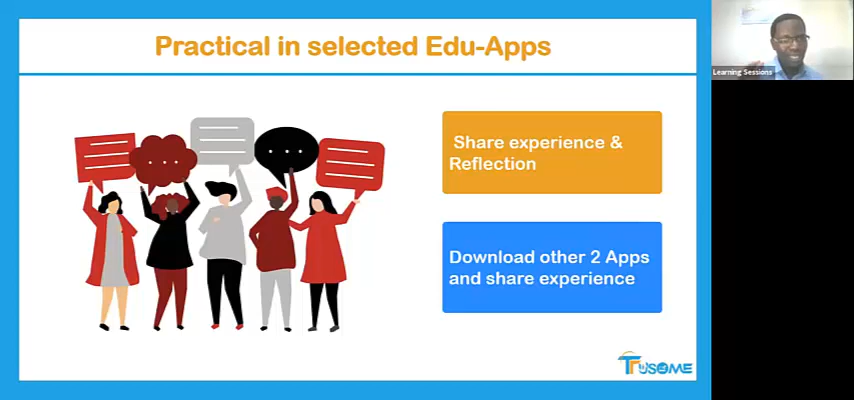 Practical in selected Edu-Apps
Learning Sessions
Share experience &
Reflection
Download other 2 Apps
and share experience
TUSOME